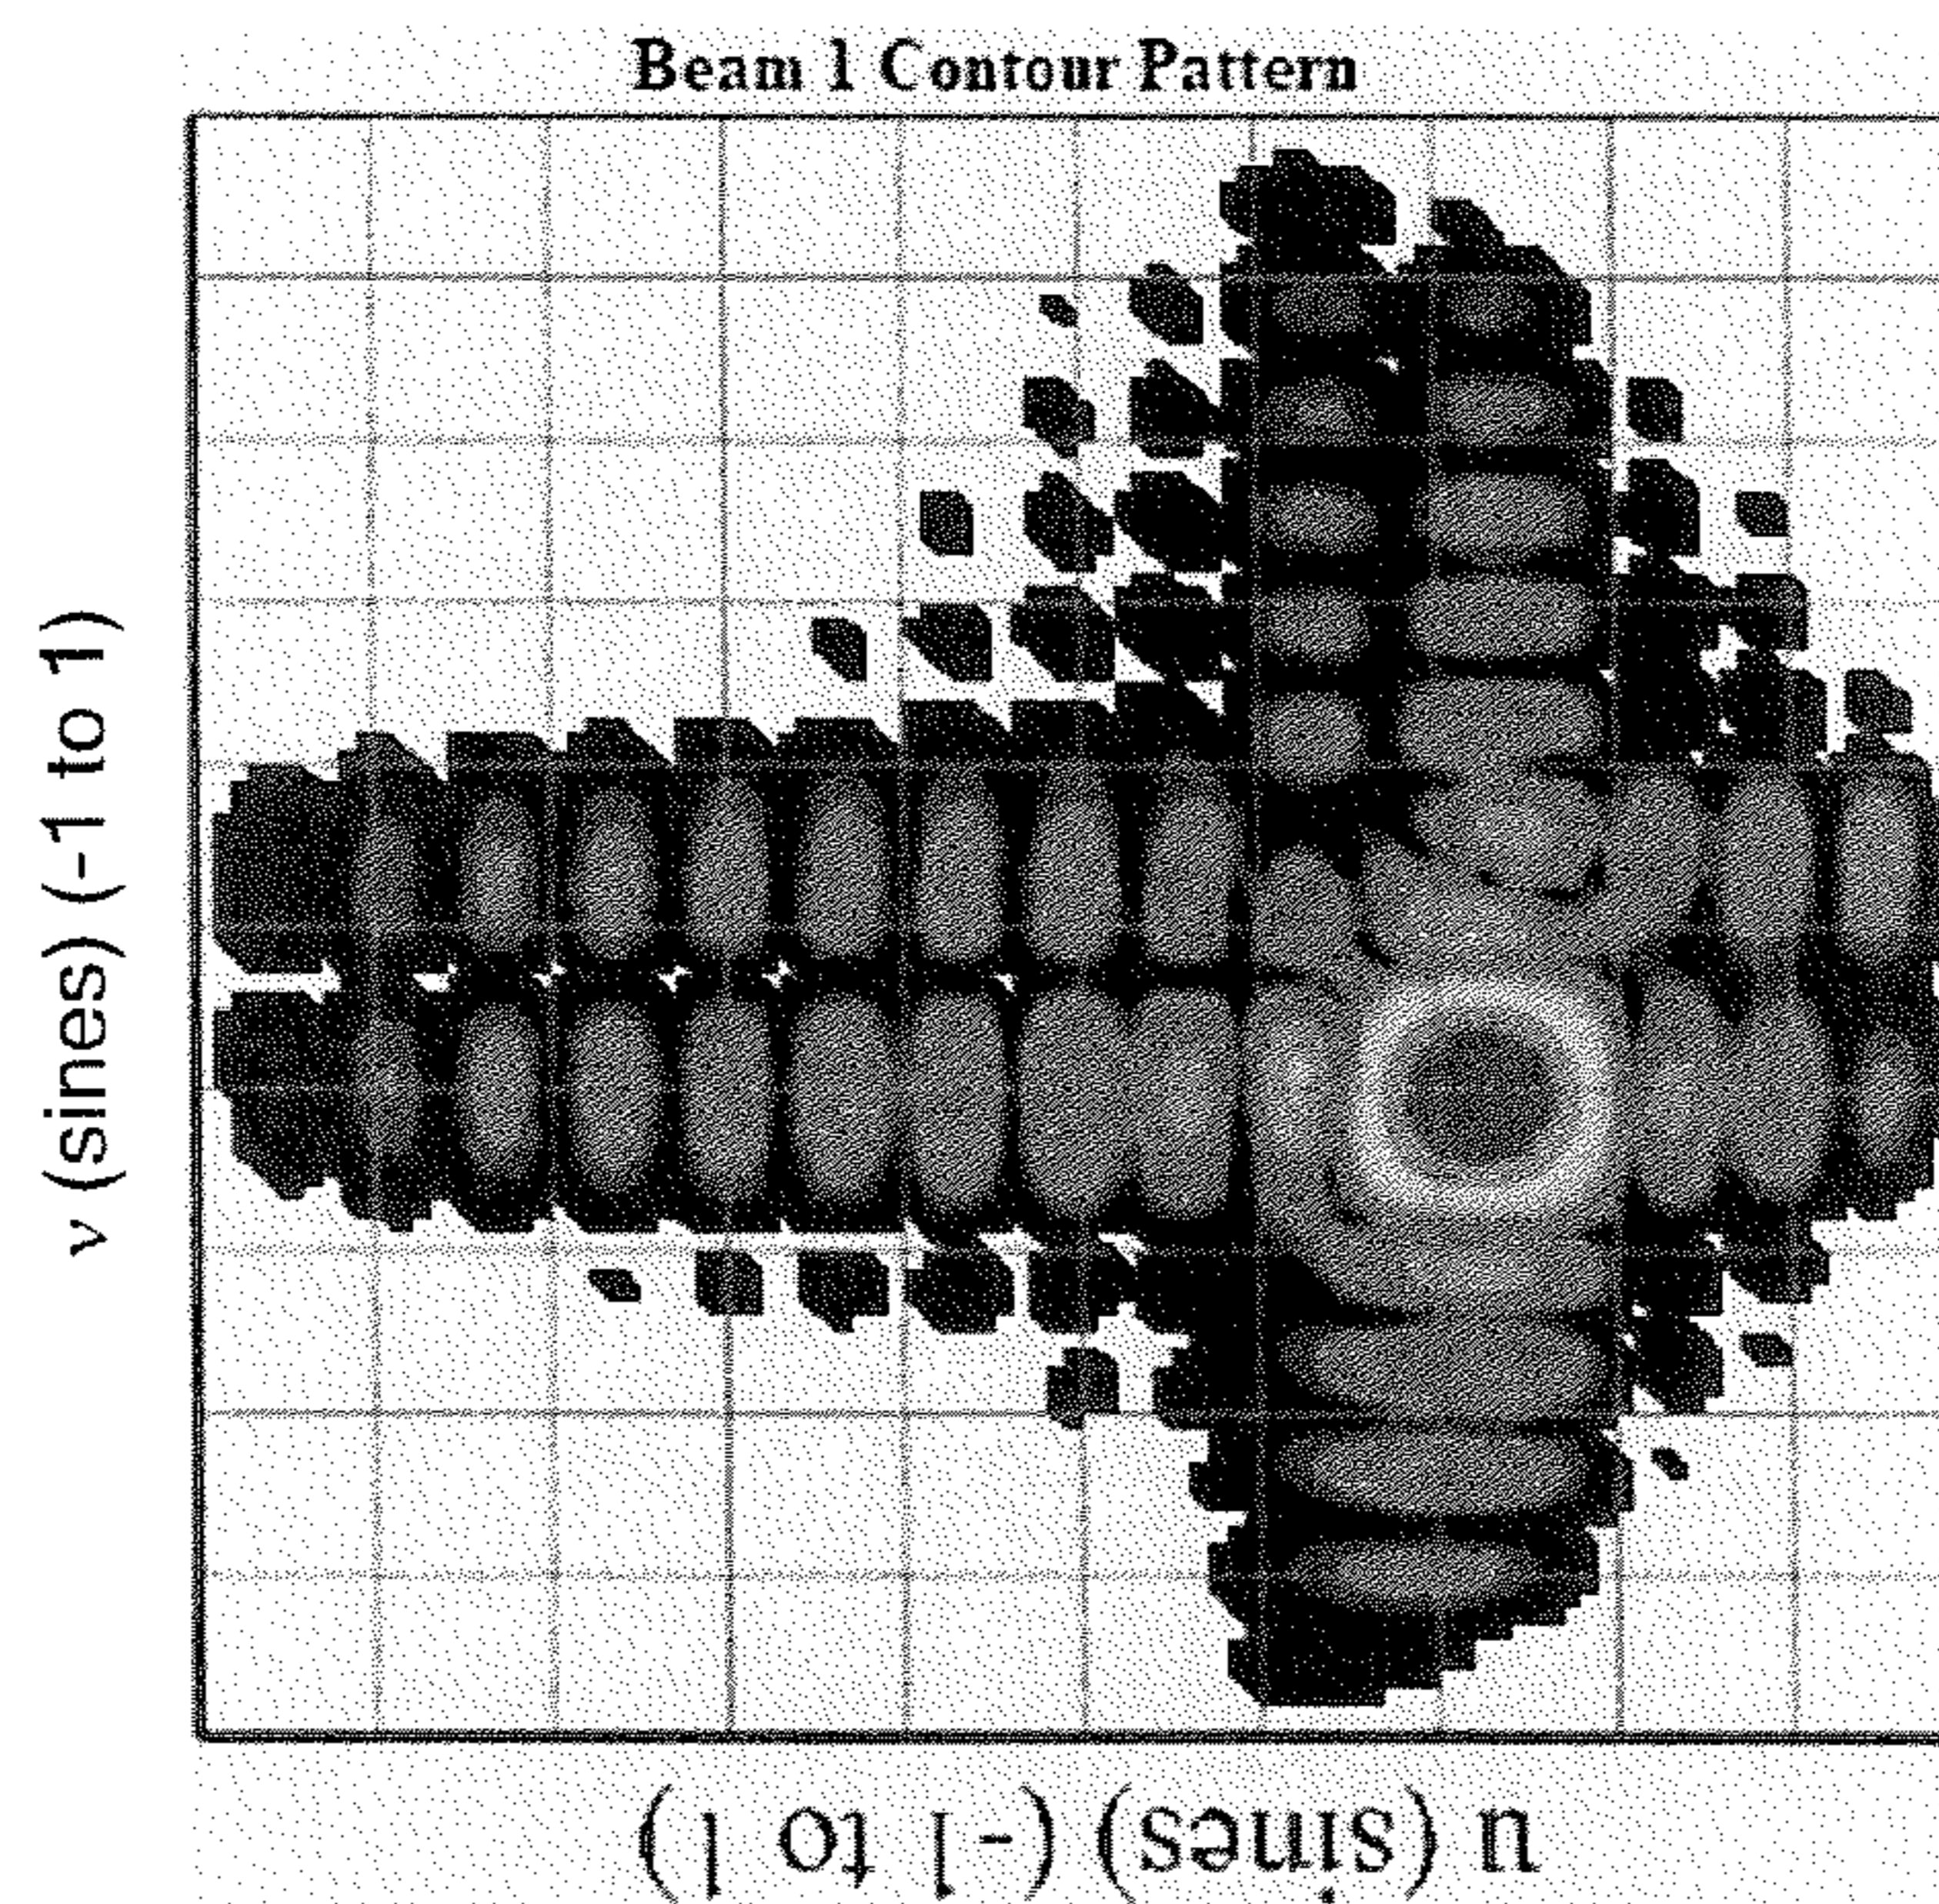 Beam 1 Contour Pattern
v (sines) (-1 to 1)
u (sines) (-1 to 1)